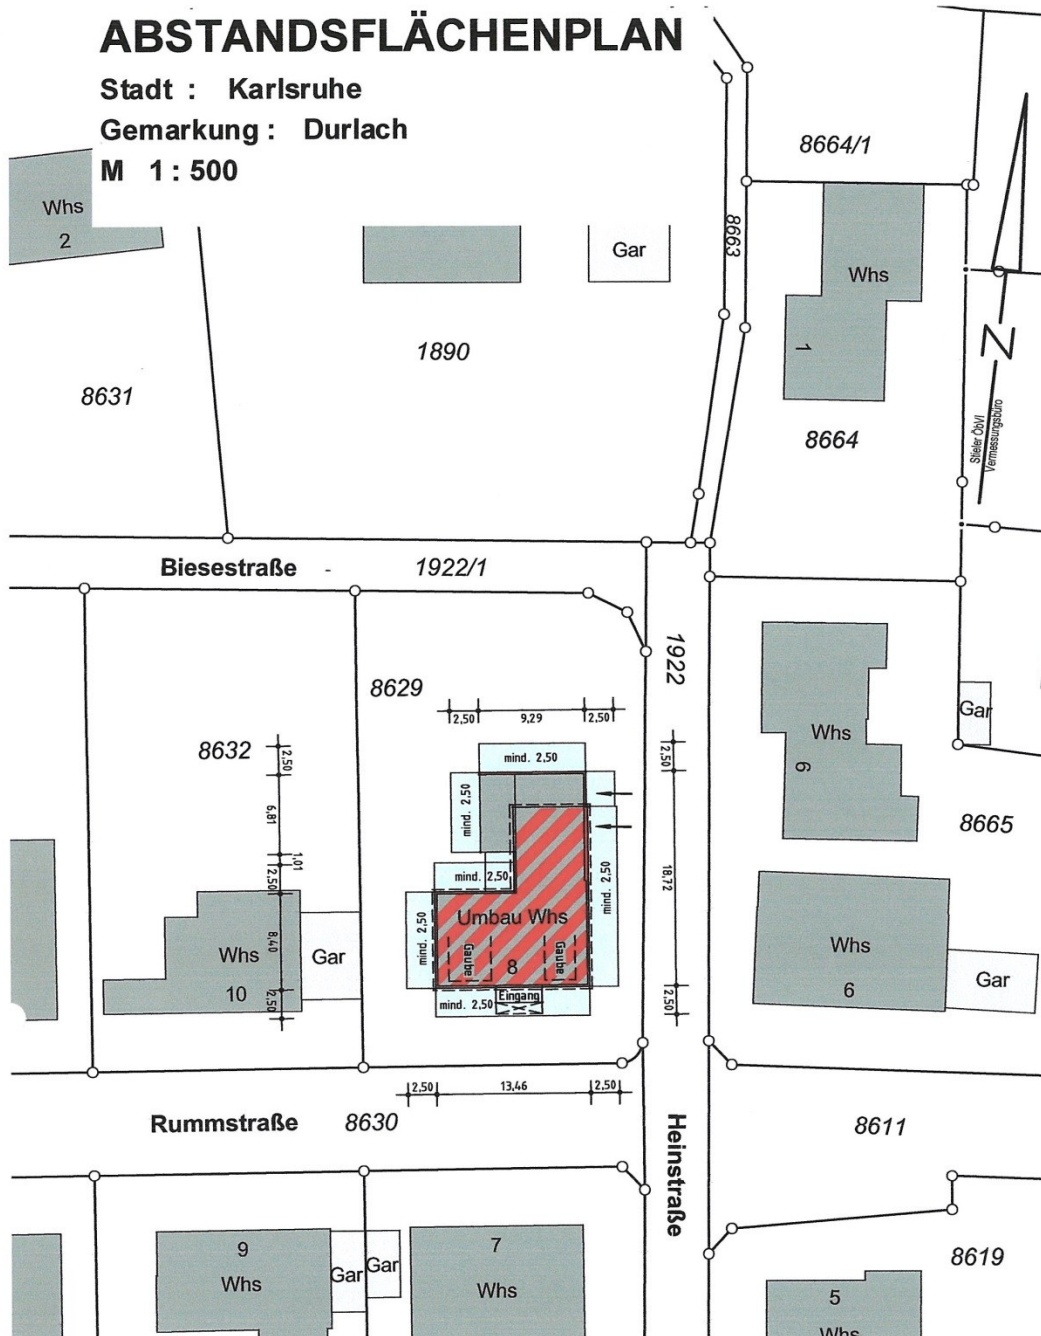 ABSTANDSFLÄCHENPLAN
Stadt : Karlsruhe
Gemarkung : Durlach
M 1 : 500
Whs
2
Gar
8663
8664/1
Whs
1
1890
8631
8664
N
Stieler ÖbVI
Vermessungsbüro
Biesestraße -
1922/1
1922
8629
8632
2,50
9,29
2,50
2,50
6,81
1,01
2,50
8,40
2,50
mind. 2,50
mind. 2,50
mind. 2,50
mind. 2,50
mind. 2,50
mind. 2,50
Umbau Whs
Gaube
8
Gaube
Eingang
2,50
18,72
2,50
Whs
6
Gar
8665
Whs
10
Gar
Whs
6
Gar
2,50
13,46
2,50
Rummstraße
8630
Heinstraße
8611
8619
9
Whs
Gar
Gar
7
Whs
5
Whs